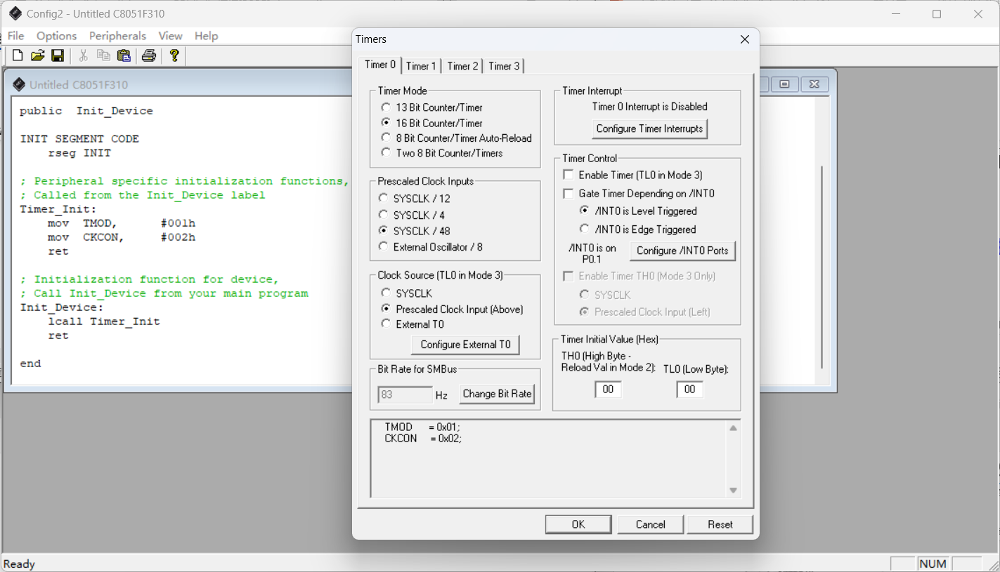 Config2 - Untitled C8051F310
File Options Peripherals View Help
Untitled C8051F310
public  Init_Device
INIT SEGMENT CODE
    rseg INIT
; Peripheral specific initialization functions,
; Called from the Init_Device label
Timer_Init:
    mov  TMOD,      #001h
    mov  CKCON,     #002h
    ret
; Initialization function for device,
; Call Init_Device from your main program
Init_Device:
    lcall Timer_Init
    ret
end
Timers
Timer 0 Timer 1 Timer 2 Timer 3
Timer Mode
13 Bit Counter/Timer
16 Bit Counter/Timer
8 Bit Counter/Timer Auto-Reload
Two 8 Bit Counter/Timers
Prescaled Clock Inputs
SYSCLK / 12
SYSCLK / 4
SYSCLK / 48
External Oscillator / 8
Clock Source (TL0 in Mode 3)
SYSCLK
Prescaled Clock Input (Above)
External T0
Configure External T0
Bit Rate for SMBus
83 Hz Change Bit Rate
Timer Interrupt
Timer 0 Interrupt is Disabled
Configure Timer Interrupts
Timer Control
Enable Timer (TL0 in Mode 3)
Gate Timer Depending on /INT0
/INT0 is Level Triggered
/INT0 is Edge Triggered
/INT0 is on
P0.1
Configure /INT0 Ports
Enable Timer TH0 (Mode 3 Only)
SYSCLK
Prescaled Clock Input (Left)
Timer Initial Value (Hex)
TH0 (High Byte -
Reload Val in Mode 2): TL0 (Low Byte):
00 00
TMOD = 0x01;
CKCON = 0x02;
OK Cancel Reset
Ready NUM